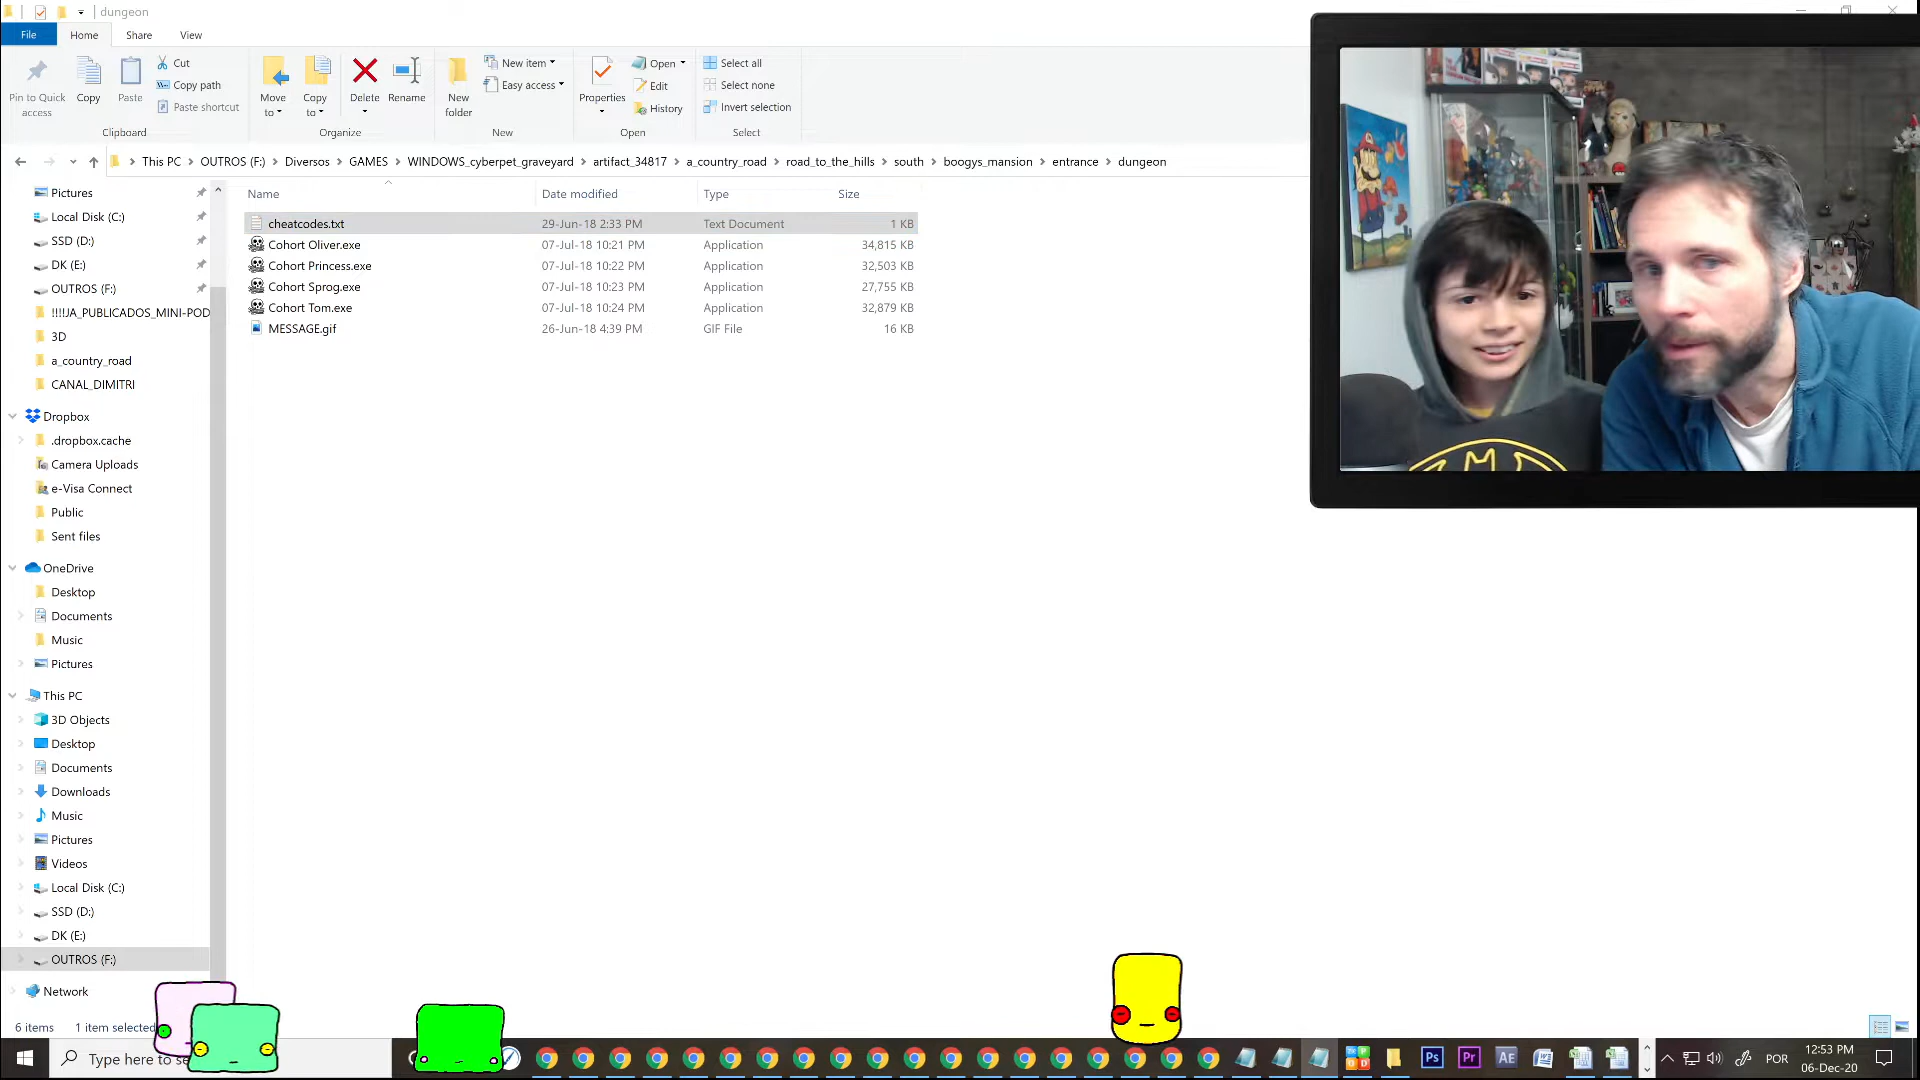 dungeon
File Home Share View
Pin to Quick access
Copy
Paste
Cut
Copy path
Paste shortcut
Clipboard
Move to
Copy to
Delete
Rename
Organize
New folder
New item
Easy access
New
Properties
Open
Edit
History
Open
Select all
Select none
Invert selection
Select
This PC > OUTROS (F:) > Diversos > GAMES > WINDOWS_cyberpet_graveyard > artifact_34817 > a_country_road > road_to_the_hills > south > boogys_mansion > entrance > dungeon
Name Date modified Type Size
cheatcodes.txt 29-Jun-18 2:33 PM Text Document 1 KB
Cohort Oliver.exe 07-Jul-18 10:21 PM Application 34,815 KB
Cohort Princess.exe 07-Jul-18 10:22 PM Application 32,503 KB
Cohort Sprog.exe 07-Jul-18 10:23 PM Application 27,755 KB
Cohort Tom.exe 07-Jul-18 10:24 PM Application 32,879 KB
MESSAGE.gif 26-Jun-18 4:39 PM GIF File 16 KB
Pictures
Local Disk (C:)
SSD (D:)
DK (E:)
OUTROS (F:)
!!!!JA_PUBLICADOS_MINI-POD
3D
a_country_road
CANAL_DIMITRI
Dropbox
.dropbox.cache
Camera Uploads
e-Visa Connect
Public
Sent files
OneDrive
Desktop
Documents
Music
Pictures
This PC
3D Objects
Desktop
Documents
Downloads
Music
Pictures
Videos
Local Disk (C:)
SSD (D:)
DK (E:)
OUTROS (F:)
Network
6 items 1 item selected
Type here to se
Ps Pr Ae
POR
12:53 PM
06-Dec-20